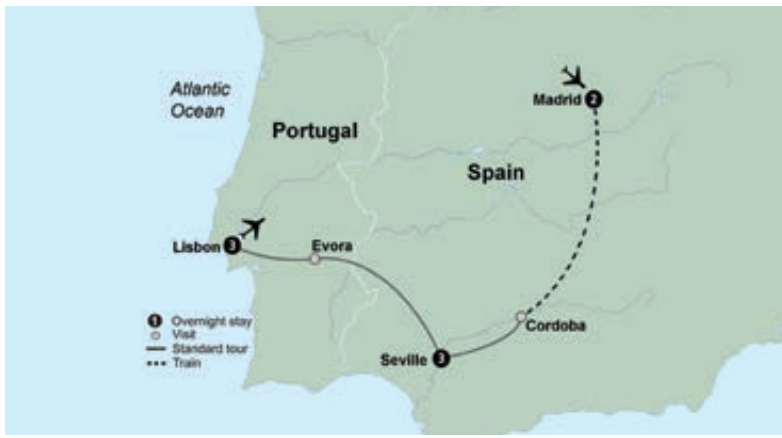 Atlantic
Ocean
Portugal
Madrid 2
Spain
Lisbon 3
Evora
Cordoba
Seville 3
1 Overnight stay
Visit
Standard tour
Train